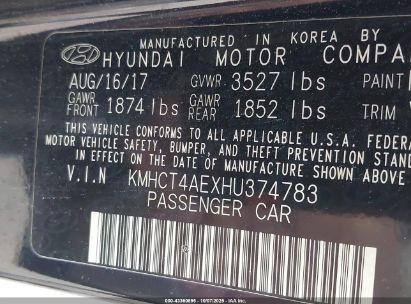 MANUFACTURED IN KOREA BY
HYUNDAI MOTOR COMPA
AUG/16/17 GVWR 3527 lbs PAINT
GAWR FRONT 1874 lbs GAWR REAR 1852 lbs TRIM
THIS VEHICLE CONFORMS TO ALL APPLICABLE U.S.A. FEDERA
MOTOR VEHICLE SAFETY, BUMPER, AND THEFT PREVENTION STAND
IN EFFECT ON THE DATE OF MANUFACTURE SHOWN ABOVE
V.I.N KMHCT4AEXHU374783
PASSENGER CAR